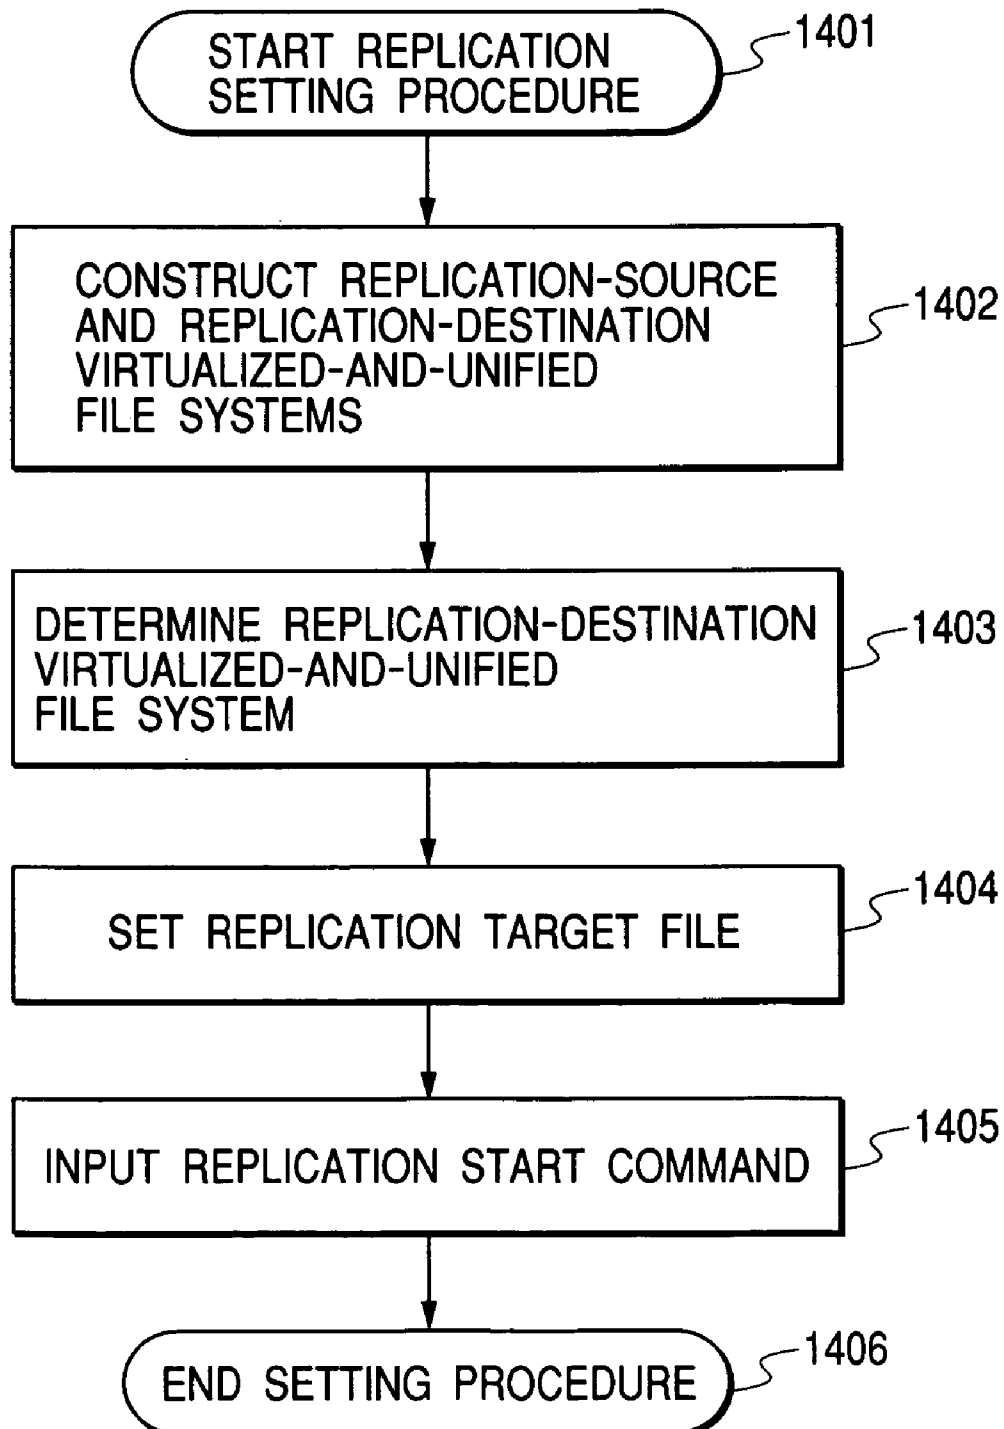 START REPLICATION
SETTING PROCEDURE
1401
CONSTRUCT REPLICATION-SOURCE
AND REPLICATION-DESTINATION
VIRTUALIZED-AND-UNIFIED
FILE SYSTEMS
1402
DETERMINE REPLICATION-DESTINATION
VIRTUALIZED-AND-UNIFIED
FILE SYSTEM
1403
SET REPLICATION TARGET FILE
1404
INPUT REPLICATION START COMMAND
1405
END SETTING PROCEDURE
1406